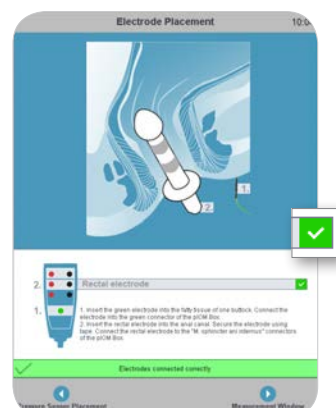 Electrode Placement
10:0
1.
2.
2.
Rectal electrode
1.
1. Insert the green electrode into the fatty tissue of one buttock. Connect the
electrode into the green connector of the pIOM Box.
2. Insert the rectal electrode into the anal canal. Secure the electrode using
tape. Connect the rectal electrode to the "M. sphincter ani internus" connectors
of the pIOM Box.
Electrodes connected correctly
Sensor Placement
Measurement Window